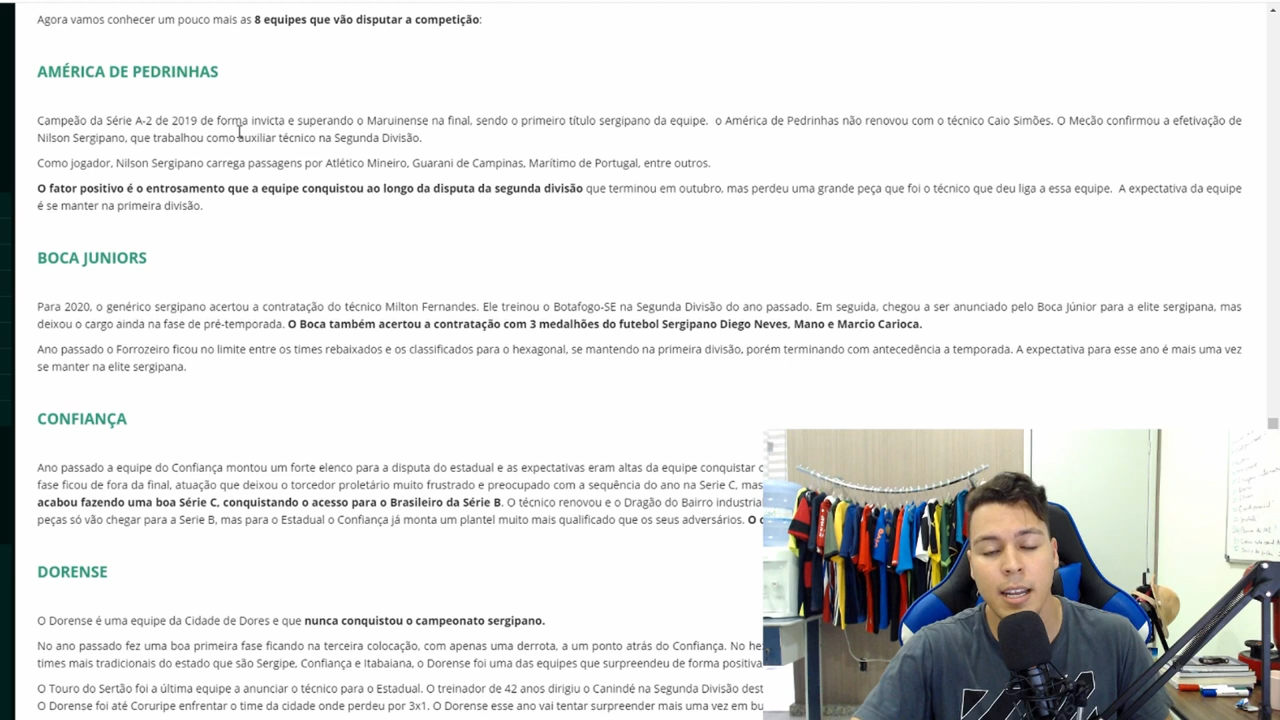 Agora vamos conhecer um pouco mais as 8 equipes que vão disputar a competição:
AMÉRICA DE PEDRINHAS
Campeão da Série A-2 de 2019 de forma invicta e superando o Maruinense na final, sendo o primeiro título sergipano da equipe. o América de Pedrinhas não renovou com o técnico Caio Simões. O Mecão confirmou a efetivação de
Nilson Sergipano, que trabalhou como auxiliar técnico na Segunda Divisão.
Como jogador, Nilson Sergipano carrega passagens por Atlético Mineiro, Guarani de Campinas, Marítimo de Portugal, entre outros.
O fator positivo é o entrosamento que a equipe conquistou ao longo da disputa da segunda divisão que terminou em outubro, mas perdeu uma grande peça que foi o técnico que deu liga a essa equipe. A expectativa da equipe
é se manter na primeira divisão.
BOCA JUNIORS
Para 2020, o genérico sergipano acertou a contratação do técnico Milton Fernandes. Ele treinou o Botafogo-SE na Segunda Divisão do ano passado. Em seguida, chegou a ser anunciado pelo Boca Júnior para a elite sergipana, mas
deixou o cargo ainda na fase de pré-temporada. O Boca também acertou a contratação com 3 medalhões do futebol Sergipano Diego Neves, Mano e Marcio Carioca.
Ano passado o Forrozeiro ficou no limite entre os times rebaixados e os classificados para o hexagonal, se mantendo na primeira divisão, porém terminando com antecedência a temporada. A expectativa para esse ano é mais uma vez
se manter na elite sergipana.
CONFIANÇA
Ano passado a equipe do Confiança montou um forte elenco para a disputa do estadual e as expectativas eram altas da equipe conquistar
fase ficou de fora da final, atuação que deixou o torcedor proletário muito frustrado e preocupado com a sequência do ano na Serie C, mas
acabou fazendo uma boa Série C, conquistando o acesso para o Brasileiro da Série B. O técnico renovou e o Dragão do Bairro industria
peças só vão chegar para a Serie B, mas para o Estadual o Confiança já monta um plantel muito mais qualificado que os seus adversários. O
DORENSE
O Dorense é uma equipe da Cidade de Dores e que nunca conquistou o campeonato sergipano.
No ano passado fez uma boa primeira fase ficando na terceira colocação, com apenas uma derrota, a um ponto atrás do Confiança. No he
times mais tradicionais do estado que são Sergipe, Confiança e Itabaiana, o Dorense foi uma das equipes que surpreendeu de forma positiva
O Touro do Sertão foi a última equipe a anunciar o técnico para o Estadual. O treinador de 42 anos dirigiu o Canindé na Segunda Divisão dest
O Dorense foi até Coruripe enfrentar o time da cidade onde perdeu por 3x1. O Dorense esse ano vai tentar surpreender mais uma vez em bu